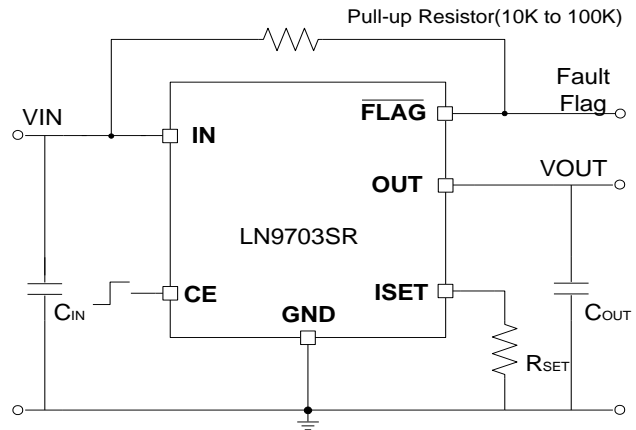 Pull-up Resistor(10K to 100K)
Fault
Flag
VIN
FLAG
IN
OUT
VOUT
LN9703SR
CE
ISET
CIN
GND
RSET
COUT